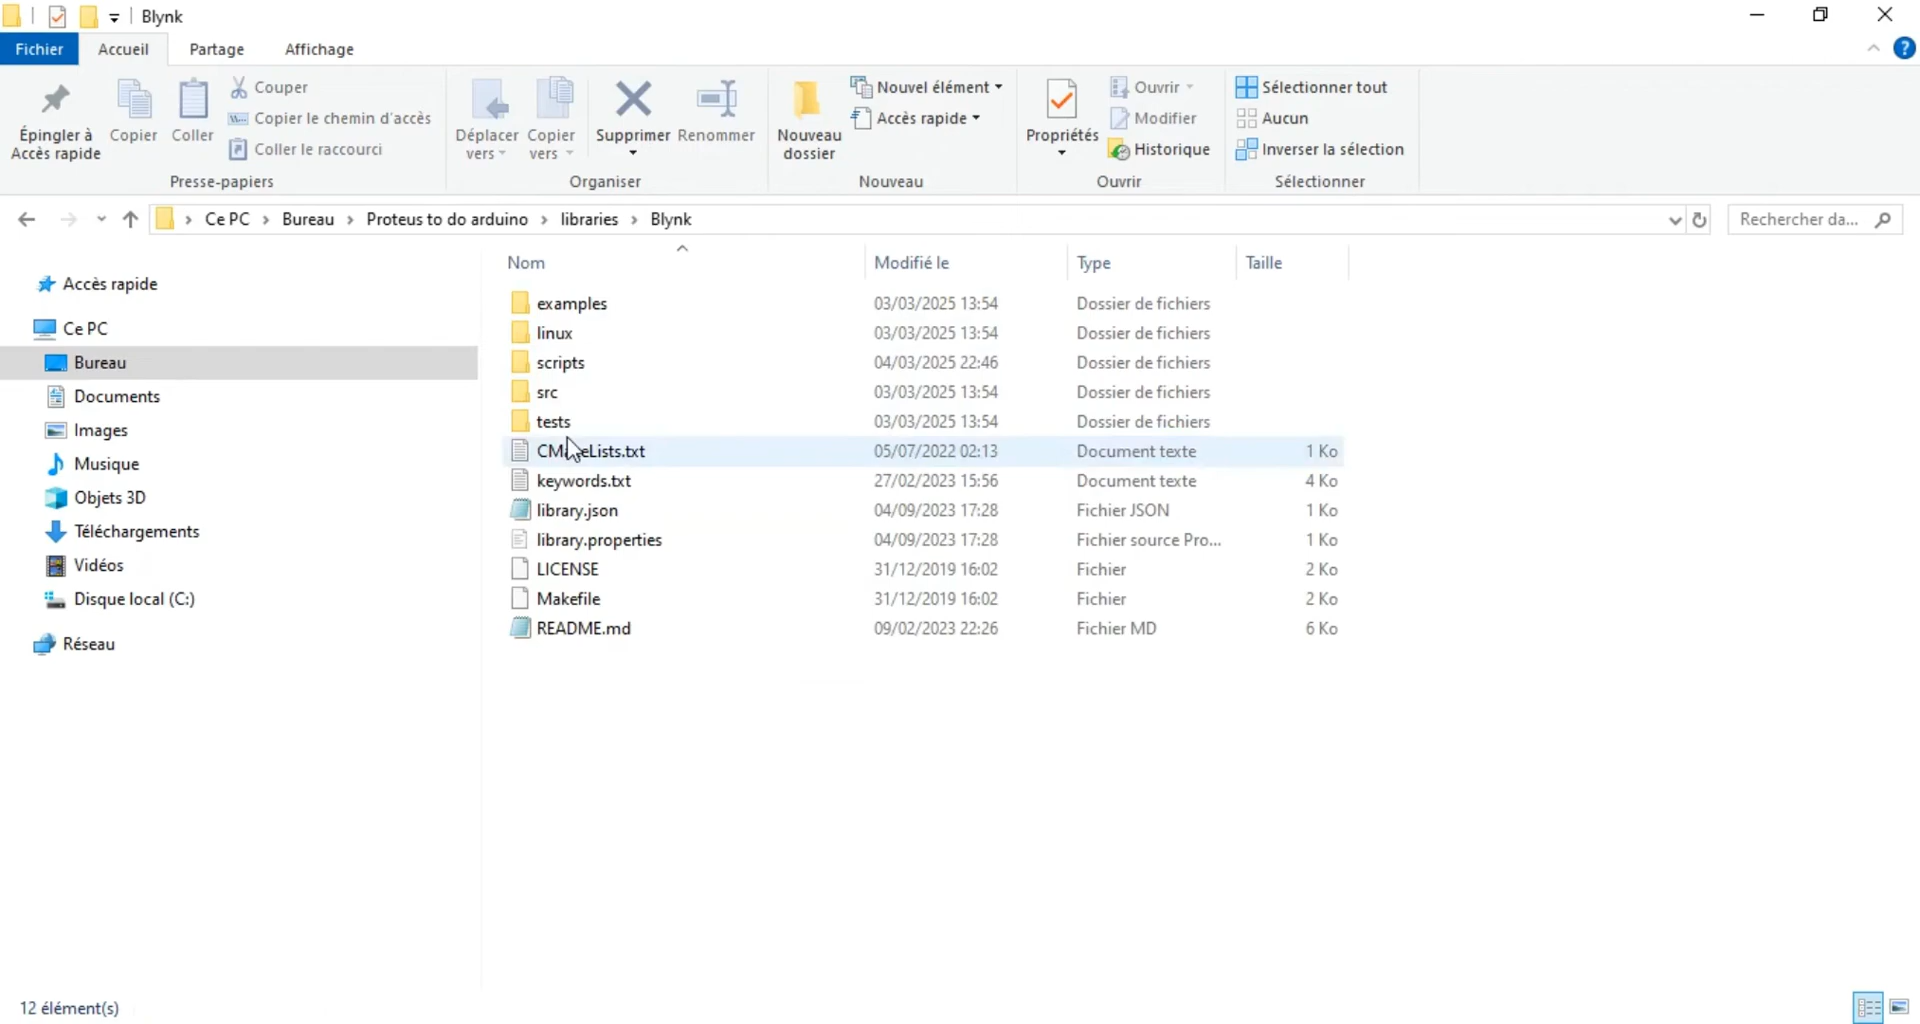 Blynk
Fichier Accueil Partage Affichage
Épingler à Accès rapide
Copier
Coller
Couper
Copier le chemin d'accès
Coller le raccourci
Presse-papiers
Déplacer vers
Copier vers
Supprimer
Renommer
Organiser
Nouveau dossier
Nouvel élément
Accès rapide
Nouveau
Propriétés
Ouvrir
Modifier
Historique
Ouvrir
Sélectionner tout
Aucun
Inverser la sélection
Sélectionner
Ce PC > Bureau > Proteus to do arduino > libraries > Blynk
Rechercher da...
Accès rapide
Ce PC
Bureau
Documents
Images
Musique
Objets 3D
Téléchargements
Vidéos
Disque local (C:)
Réseau
Nom Modifié le Type Taille
examples 03/03/2025 13:54 Dossier de fichiers
linux 03/03/2025 13:54 Dossier de fichiers
scripts 04/03/2025 22:46 Dossier de fichiers
src 03/03/2025 13:54 Dossier de fichiers
tests 03/03/2025 13:54 Dossier de fichiers
CMakeLists.txt 05/07/2022 02:13 Document texte 1 Ko
keywords.txt 27/02/2023 15:56 Document texte 4 Ko
library.json 04/09/2023 17:28 Fichier JSON 1 Ko
library.properties 04/09/2023 17:28 Fichier source Pro... 1 Ko
LICENSE 31/12/2019 16:02 Fichier 2 Ko
Makefile 31/12/2019 16:02 Fichier 2 Ko
README.md 09/02/2023 22:26 Fichier MD 6 Ko
12 élément(s)